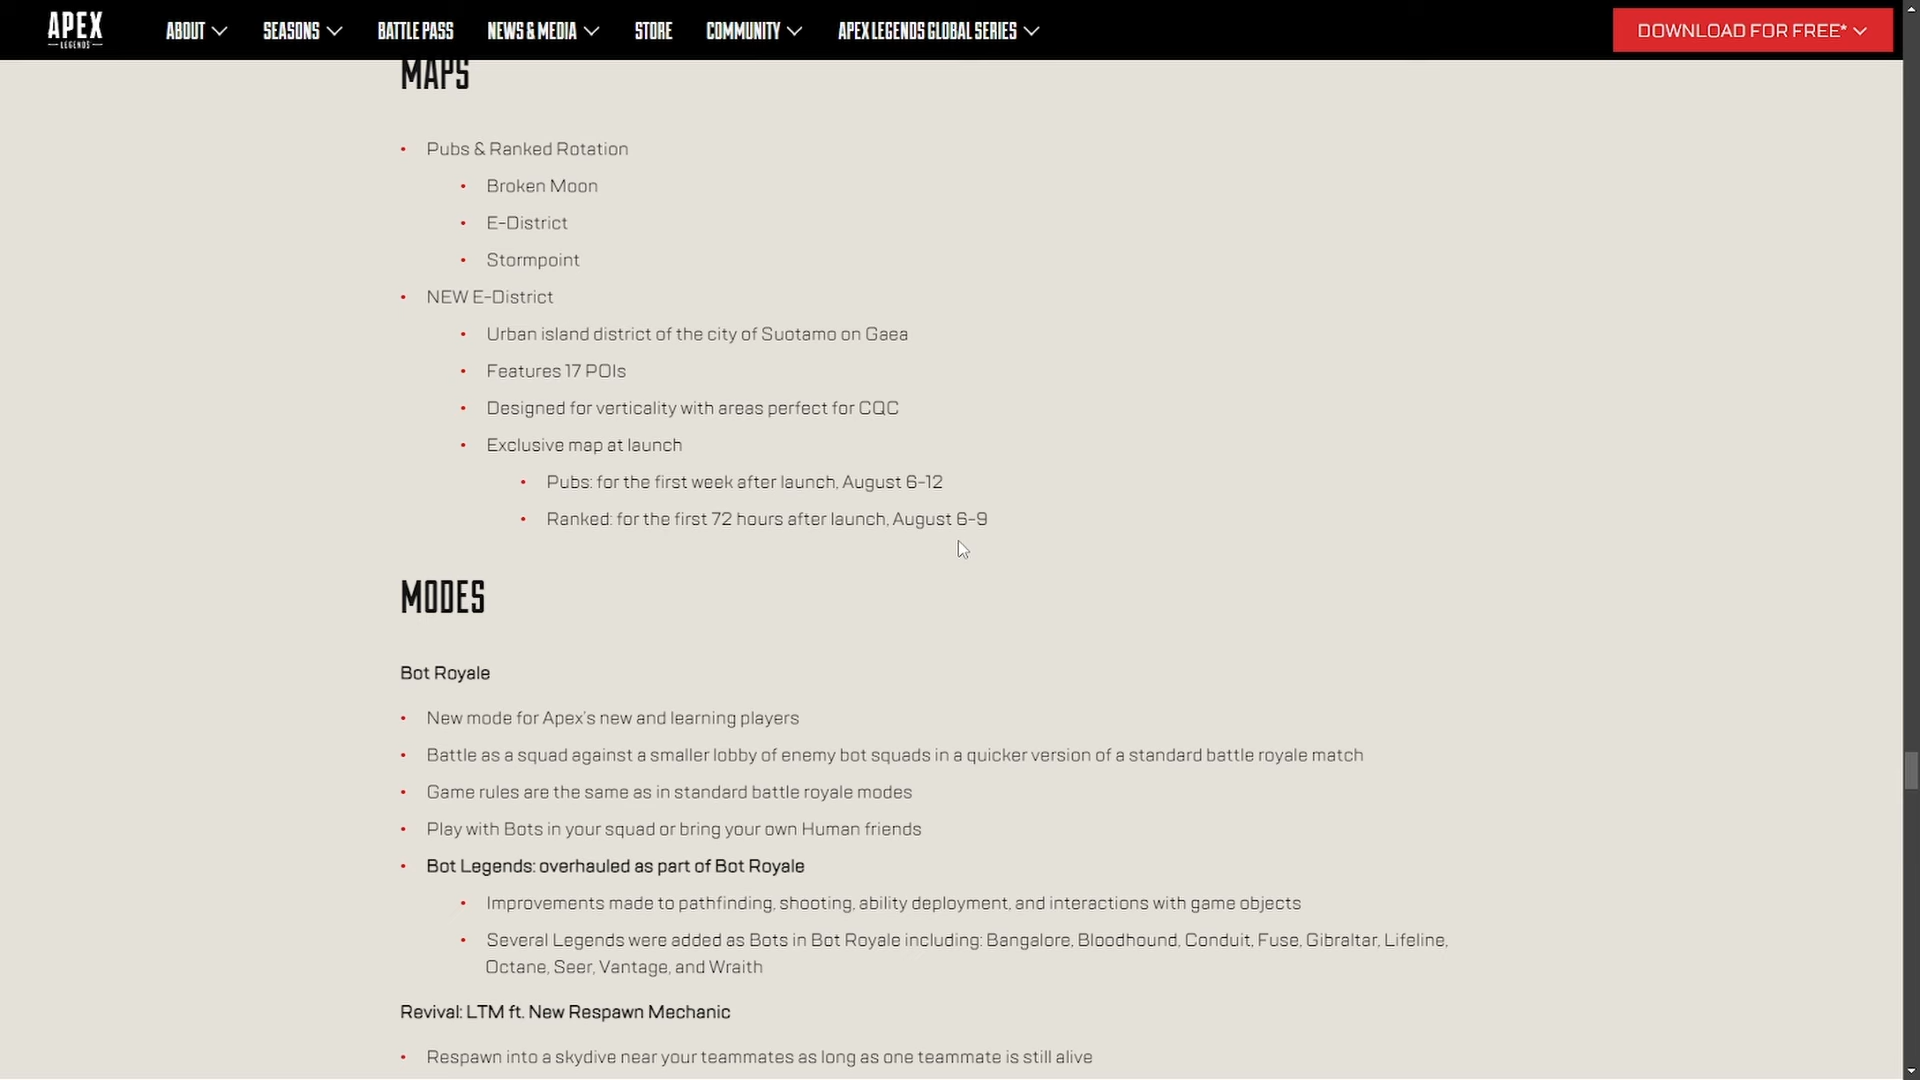 APEX
LEGENDS
ABOUT
SEASONS
BATTLE PASS
NEWS & MEDIA
STORE
COMMUNITY
APEX LEGENDS GLOBAL SERIES
DOWNLOAD FOR FREE*
MAPS
• Pubs & Ranked Rotation
• Broken Moon
• E-District
• Stormpoint
• NEW E-District
• Urban island district of the city of Suotamo on Gaea
• Features 17 POIs
• Designed for verticality with areas perfect for CQC
• Exclusive map at launch
• Pubs: for the first week after launch, August 6-12
• Ranked: for the first 72 hours after launch, August 6-9
MODES
Bot Royale
• New mode for Apex's new and learning players
• Battle as a squad against a smaller lobby of enemy bot squads in a quicker version of a standard battle royale match
• Game rules are the same as in standard battle royale modes
• Play with Bots in your squad or bring your own Human friends
• Bot Legends: overhauled as part of Bot Royale
• Improvements made to pathfinding, shooting, ability deployment, and interactions with game objects
• Several Legends were added as Bots in Bot Royale including: Bangalore, Bloodhound, Conduit, Fuse, Gibraltar, Lifeline,
Octane, Seer, Vantage, and Wraith
Revival: LTM ft. New Respawn Mechanic
• Respawn into a skydive near your teammates as long as one teammate is still alive